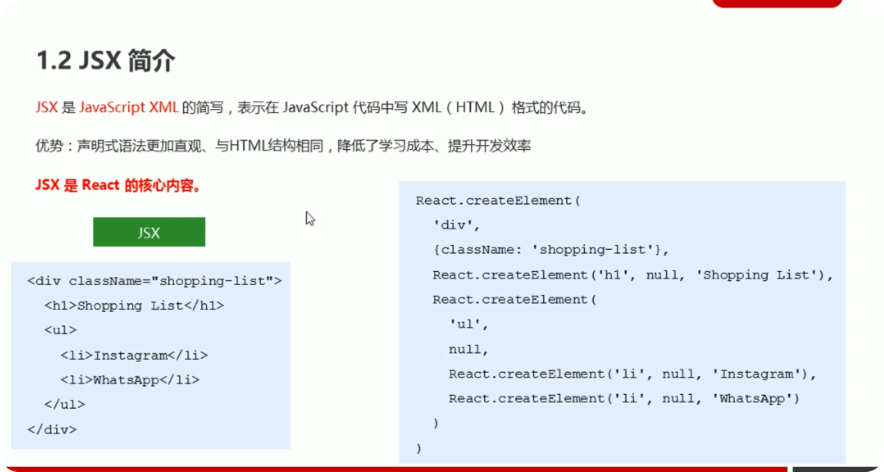 1.2 JSX 简介
JSX 是 JavaScript XML 的简写，表示在 JavaScript 代码中写 XML（HTML）格式的代码。
优势：声明式语法更加直观、与HTML结构相同，降低了学习成本、提升开发效率
JSX 是 React 的核心内容。
JSX
<div className="shopping-list">
  <h1>Shopping List</h1>
  <ul>
    <li>Instagram</li>
    <li>WhatsApp</li>
  </ul>
</div>
React.createElement(
  'div',
  {className: 'shopping-list'},
  React.createElement('h1', null, 'Shopping List'),
  React.createElement(
    'ul',
    null,
    React.createElement('li', null, 'Instagram'),
    React.createElement('li', null, 'WhatsApp')
  )
)